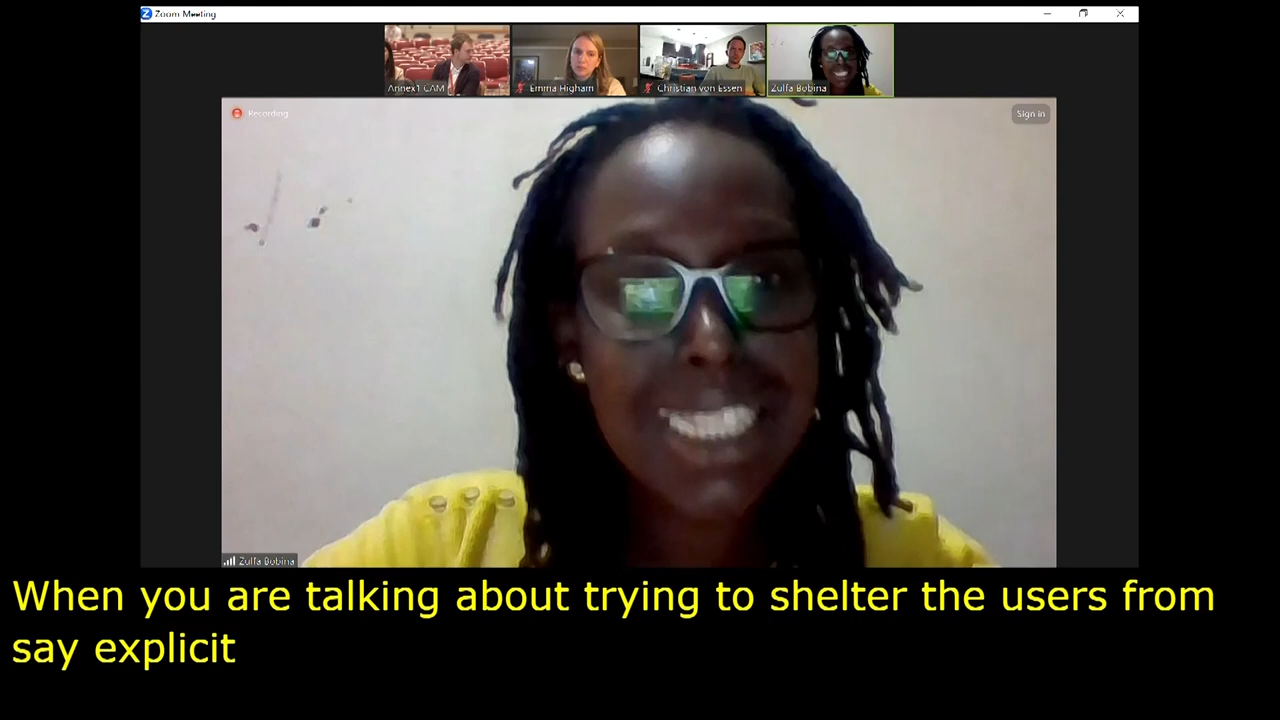 Zoom Meeting
Annex1 CAM
Emma Higham
Christian von Essen
Zulfa Bobina
Recording
Sign in
Zulfa Bobina
When you are talking about trying to shelter the users from
say explicit